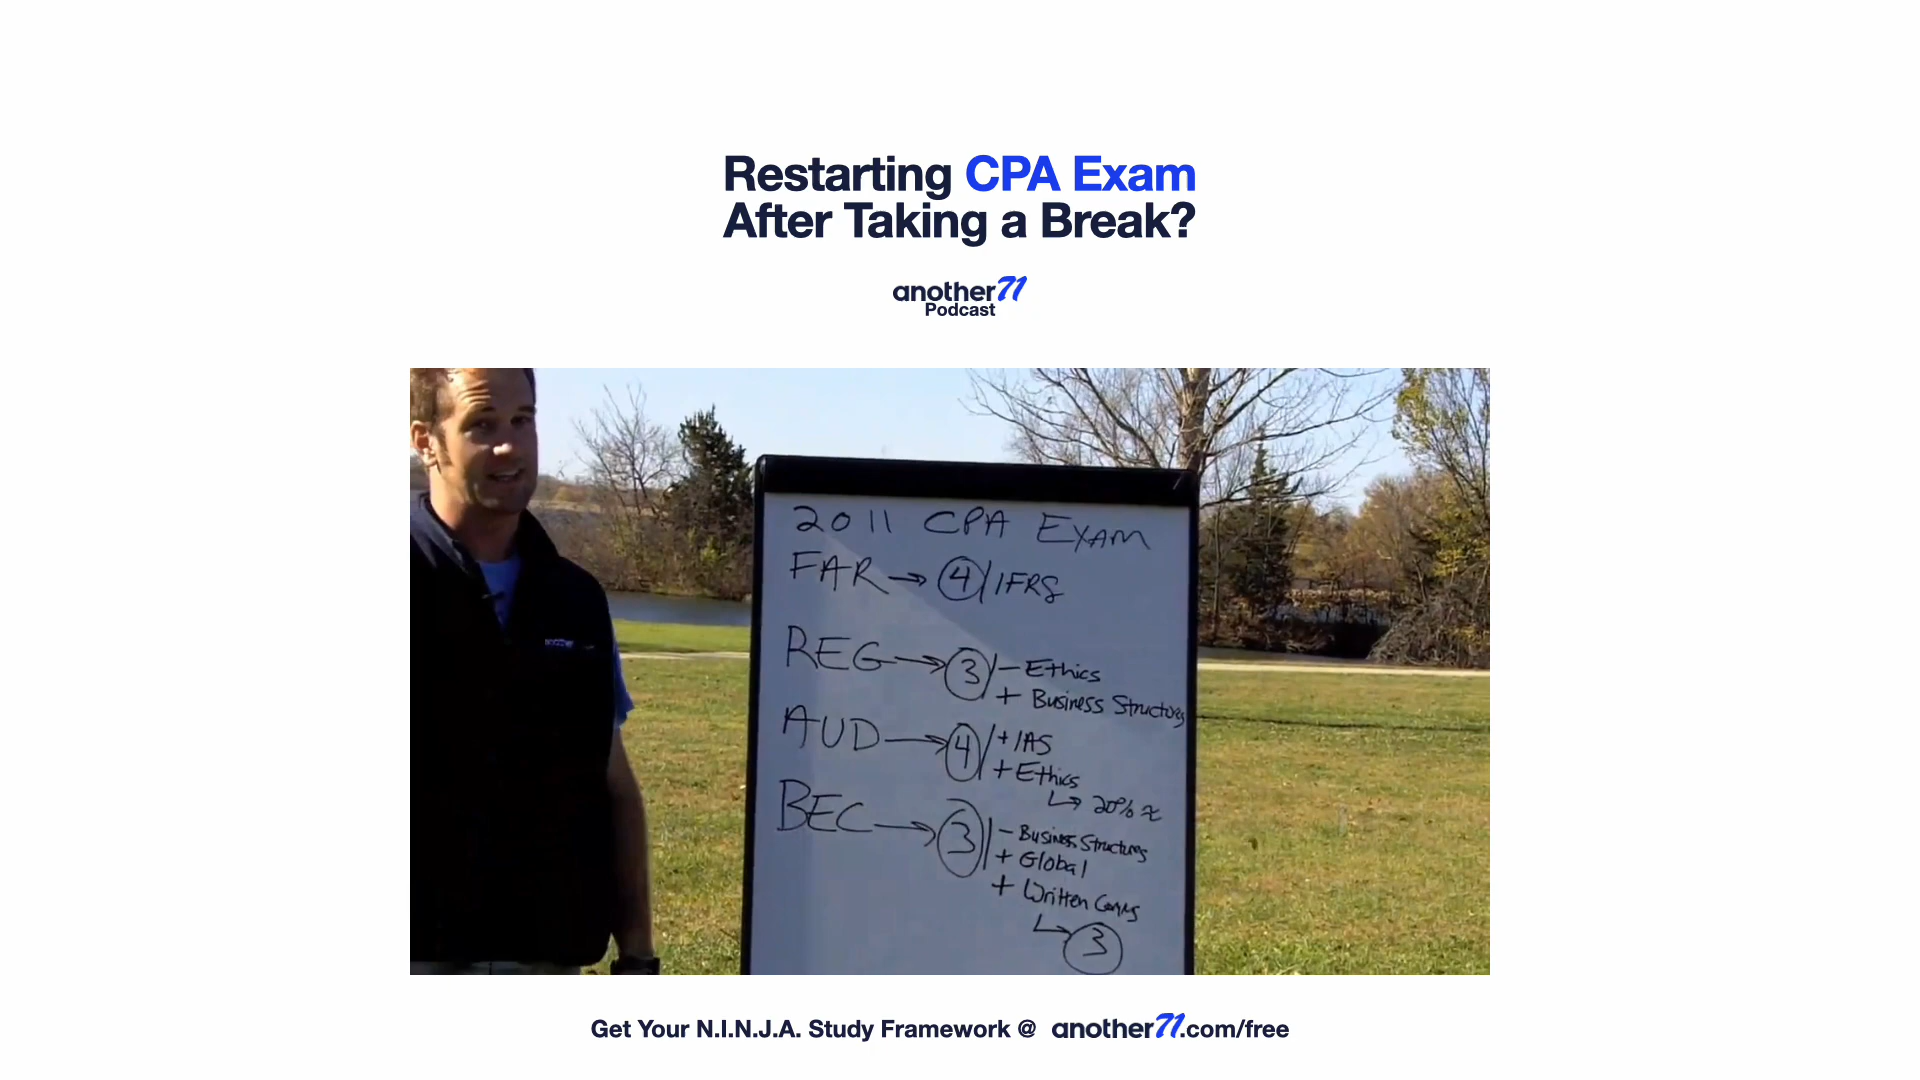 Restarting CPA Exam
After Taking a Break?
another71
Podcast
2011 CPA EXAM
FAR → 4 / IFRS
REG → 3 / - Ethics
+ Business Structures
AUD → 4 / + IAS
+ Ethics
↳ 20% ≈
BEC → 3 / - Business Structures
+ Global
+ Written Comms
↳ 3
Get Your N.I.N.J.A. Study Framework @ another71.com/free